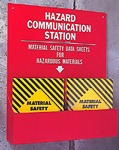 HAZARD
COMMUNICATION
STATION
MATERIAL SAFETY DATA SHEETS
FOR
HAZARDOUS MATERIALS
MATERIAL
SAFETY
MATERIAL
SAFETY